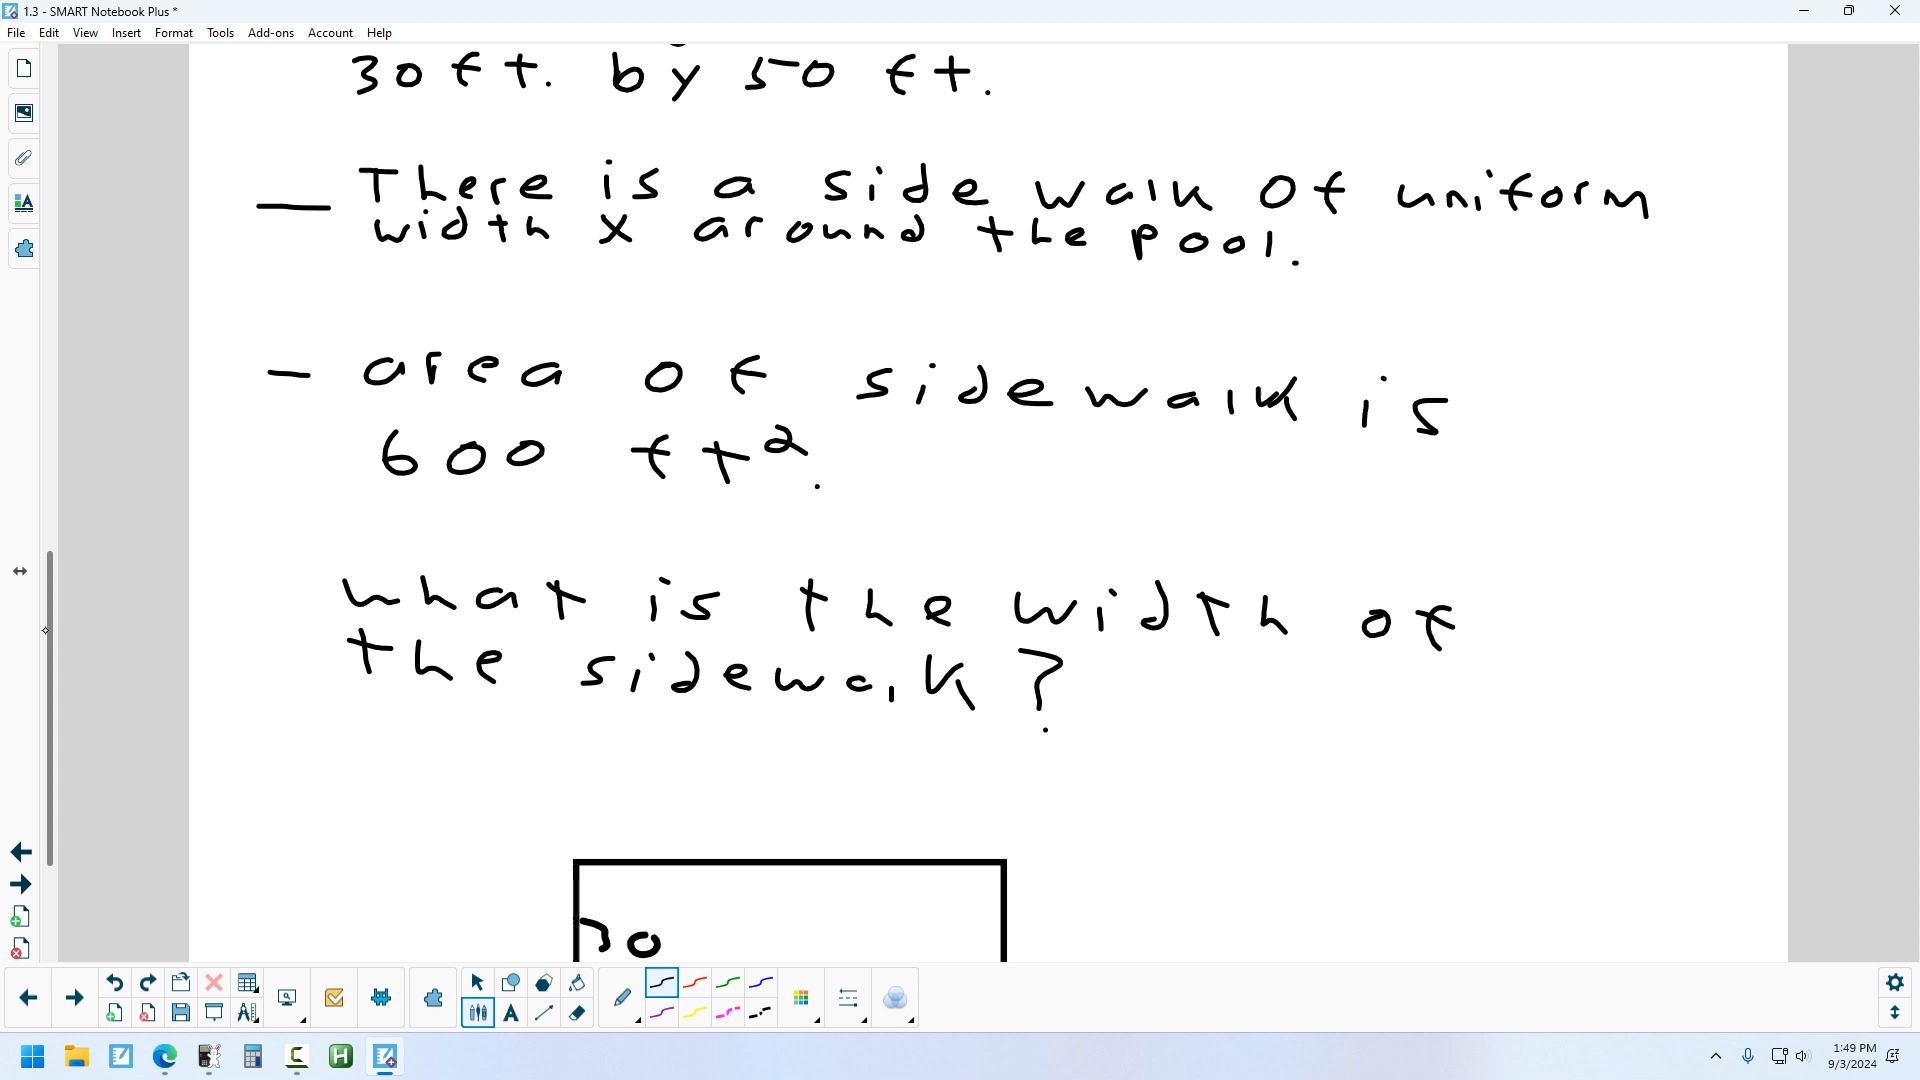 1.3 - SMART Notebook Plus *
File Edit View Insert Format Tools Add-ons Account Help
30 ft. by 50 ft.
— There is a side walk of uniform
width x around the pool.
- area of sidewalk is
600 ft².
what is the width of
the sidewalk?
30
1:49 PM
9/3/2024